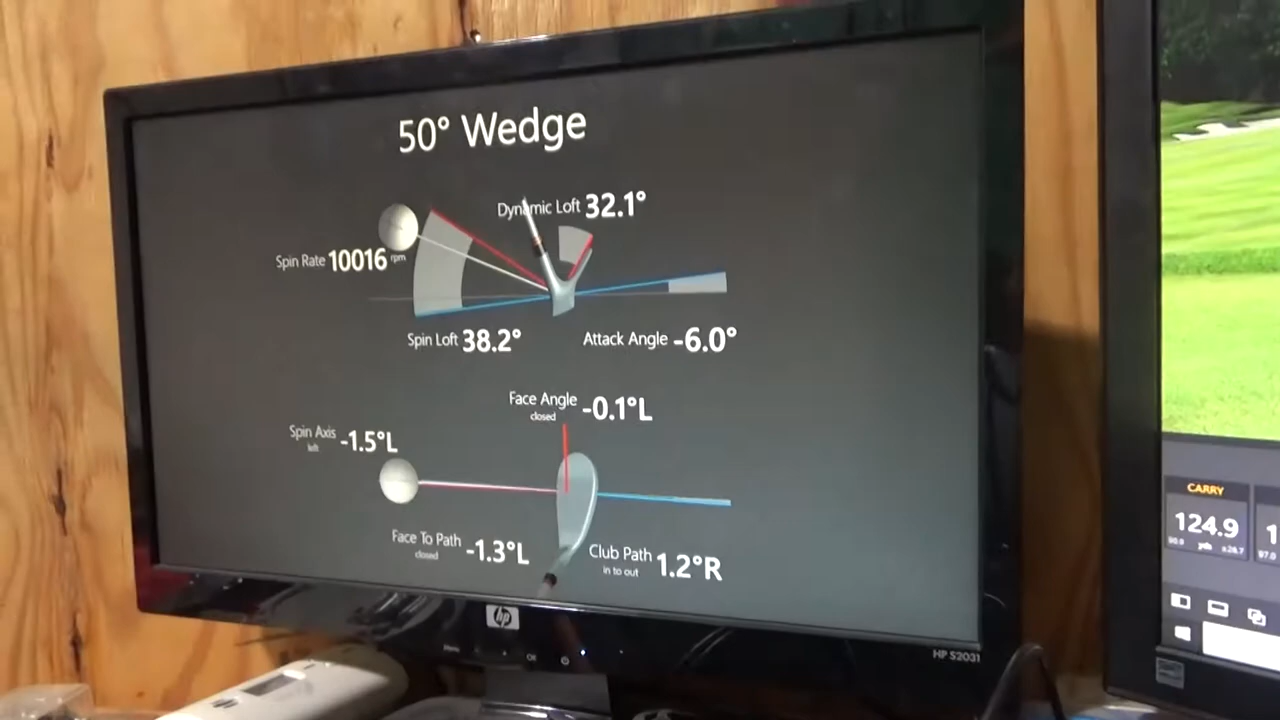 50° Wedge
Dynamic Loft 32.1°
Spin Rate 10016 rpm
Spin Loft 38.2°
Attack Angle -6.0°
Face Angle -0.1°L
closed
Spin Axis -1.5°L
left
Face To Path -1.3°L
closed
Club Path 1.2°R
in to out
hp
HP S2031
CARRY
124.9
yds